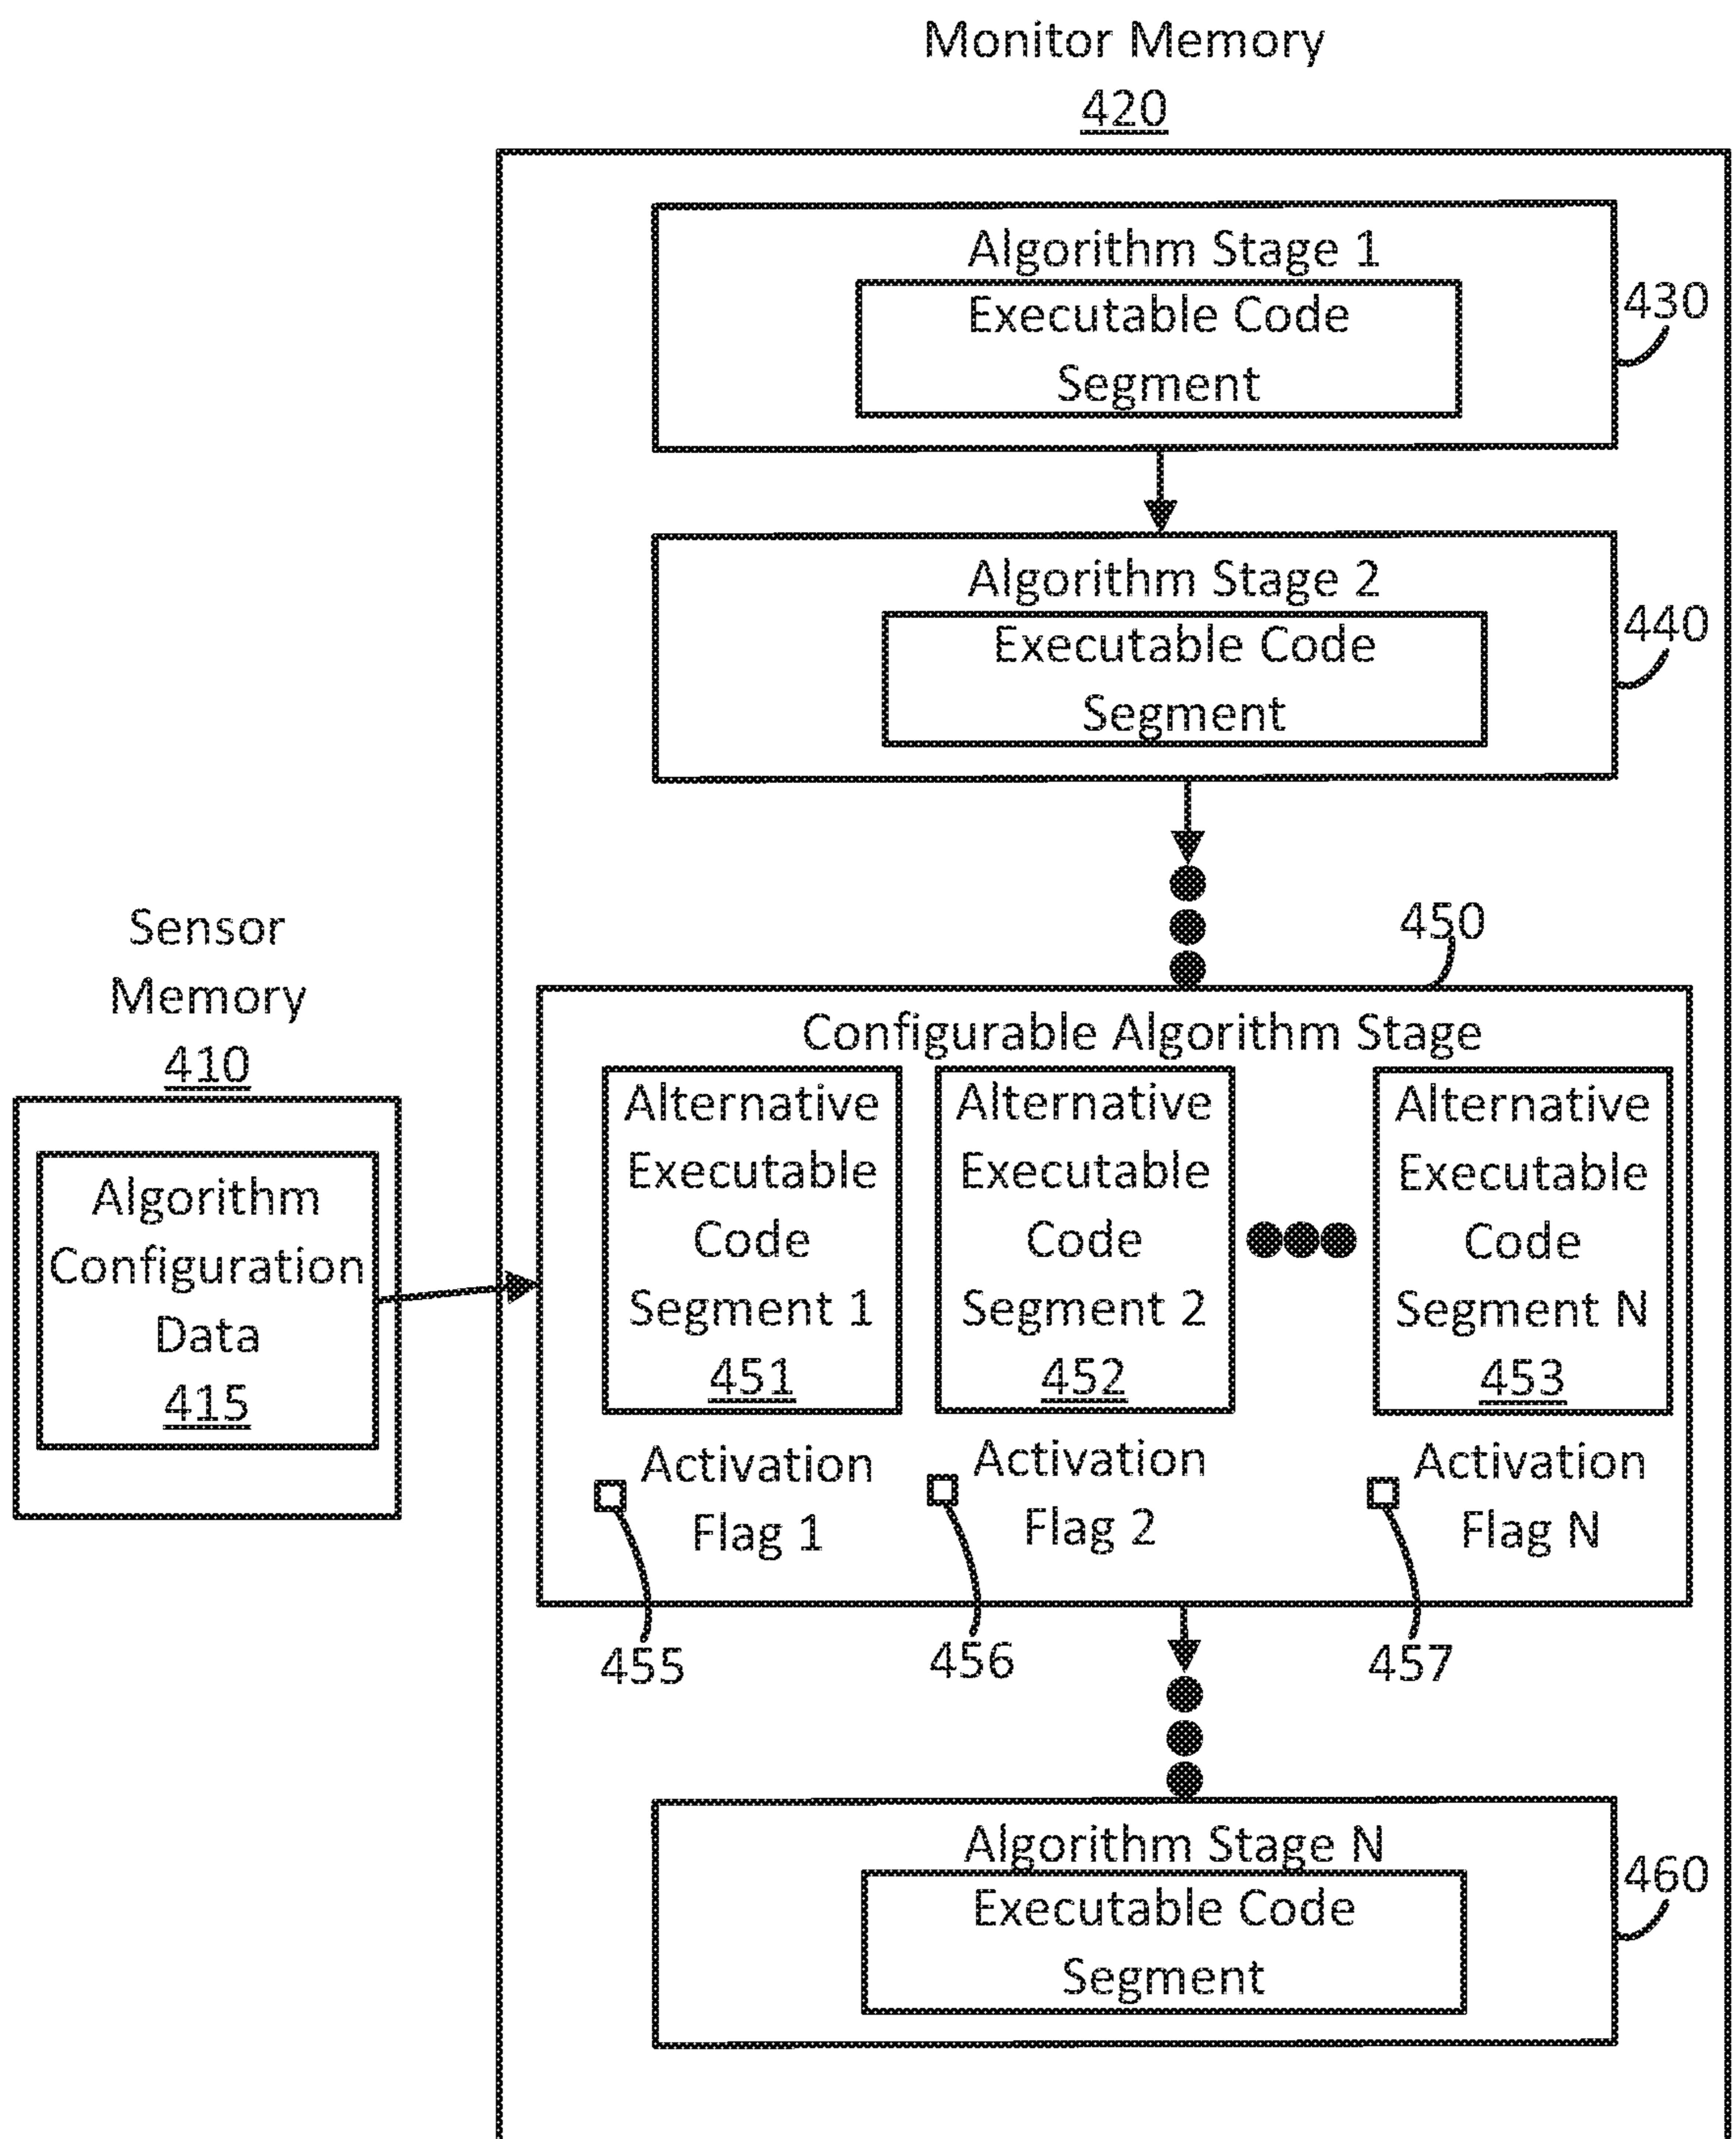 Monitor Memory
420
Algorithm Stage 1
Executable Code
Segment
430
Algorithm Stage 2
Executable Code
Segment
440
Sensor
Memory
410
Algorithm
Configuration
Data
415
450
Configurable Algorithm Stage
Alternative
Executable
Code
Segment 1
451
Alternative
Executable
Code
Segment 2
452
Alternative
Executable
Code
Segment N
453
Activation
Flag 1
Activation
Flag 2
Activation
Flag N
455
456
457
Algorithm Stage N
Executable Code
Segment
460